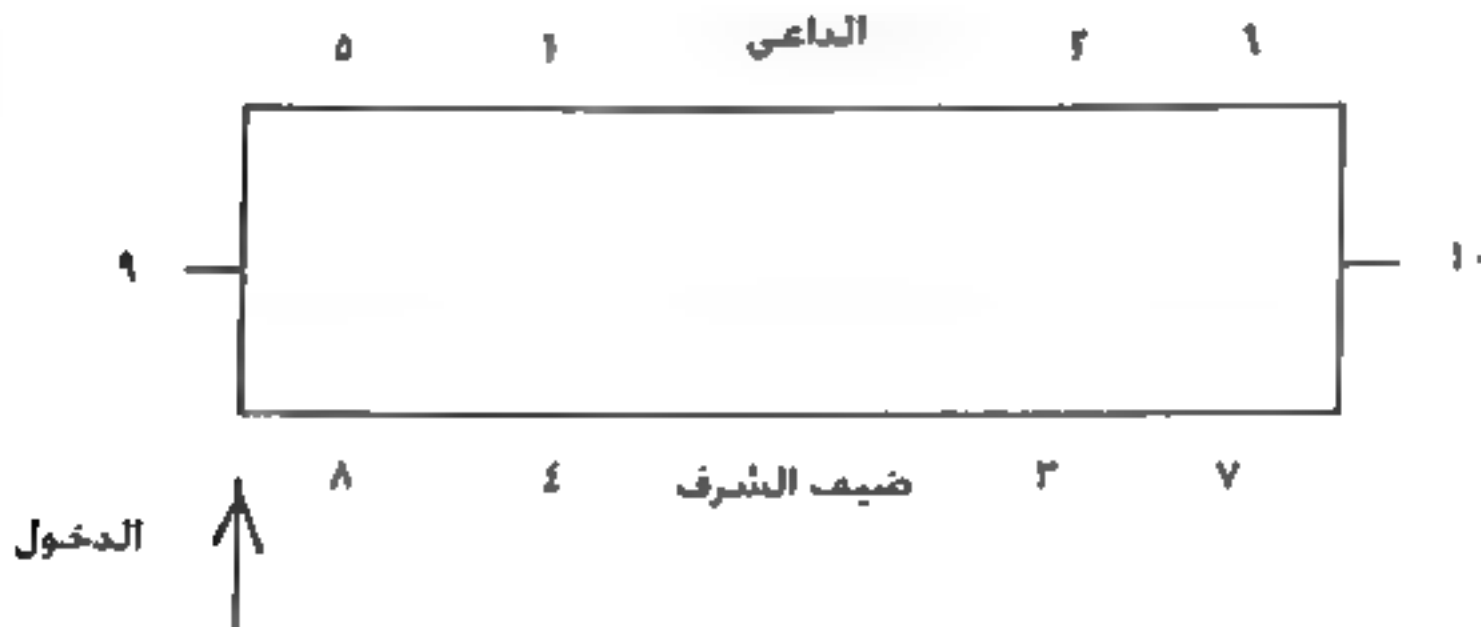 ٦ ٢ الداعي ١ ٥
١٠ ٩
٧ ٣ ضيف الشرف ٤ ٨
الدخول